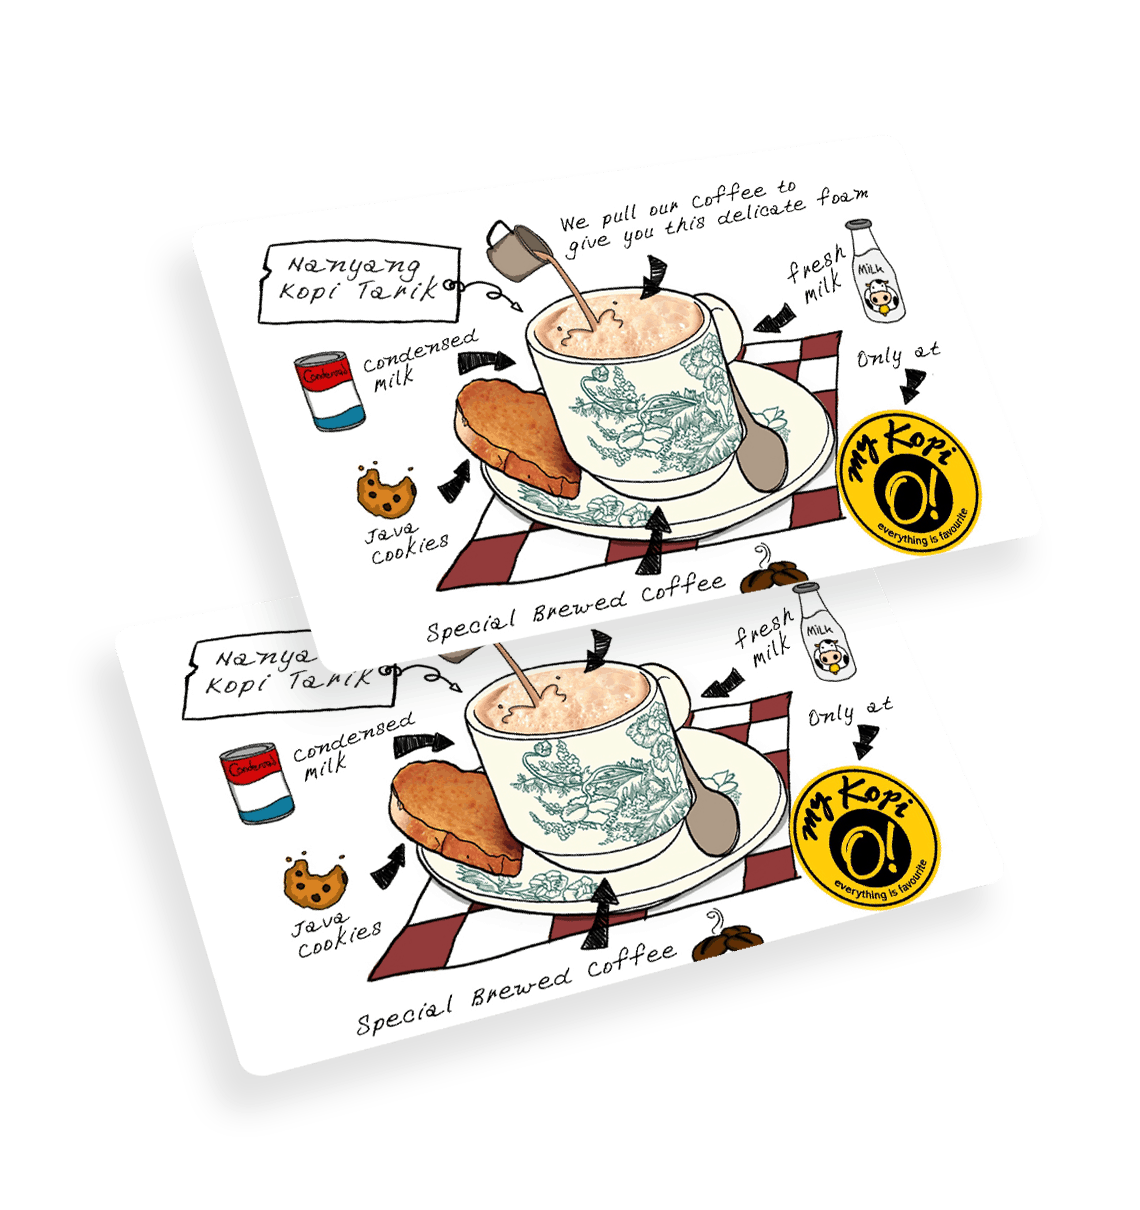 We pull our coffee to
give you this delicate foam
Nanyang
Kopi Tarik
fresh
milk
MiLk
Condensed
milk
Condensed
Only at
my Kopi
O!
everything is favourite
Java
Cookies
Special Brewed Coffee
Nanya
Kopi Tarik
fresh
milk
MiLk
Condensed
milk
Condensed
Only at
my Kopi
O!
everything is favourite
Java
Cookies
Special Brewed Coffee